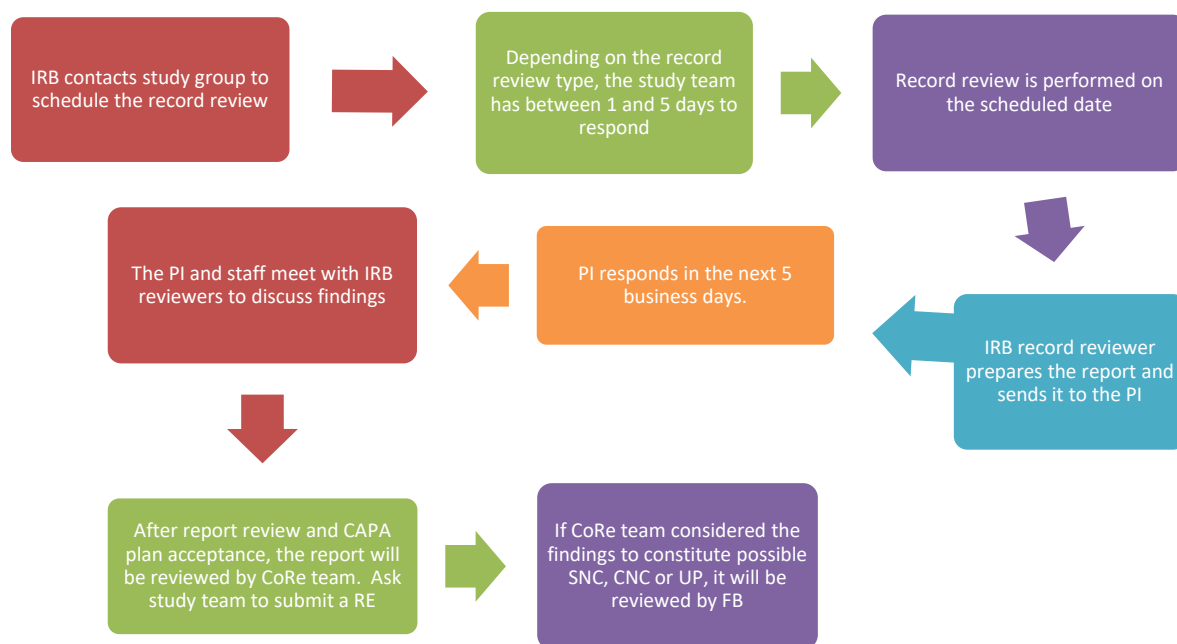 IRB contacts study group to
schedule the record review
Depending on the record
review type, the study team
has between 1 and 5 days to
respond
Record review is performed on
the scheduled date
IRB record reviewer
prepares the report and
sends it to the PI
PI responds in the next 5
business days.
The PI and staff meet with IRB
reviewers to discuss findings
After report review and CAPA
plan acceptance, the report will
be reviewed by CoRe team.  Ask
study team to submit a RE
If CoRe team considered the
findings to constitute possible
SNC, CNC or UP, it will be
reviewed by FB